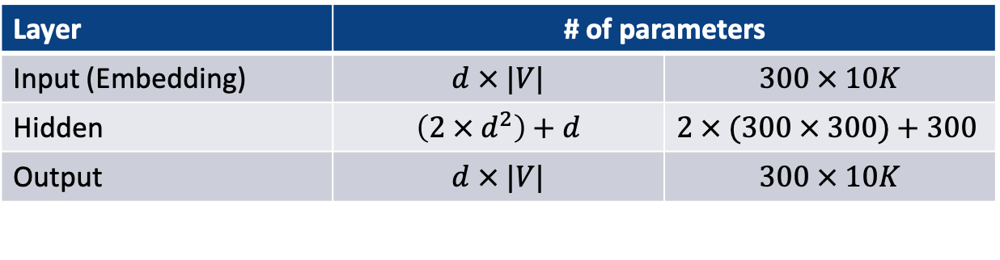 Layer # of parameters
Input (Embedding) d × |V| 300 × 10K
Hidden (2 × d²) + d 2 × (300 × 300) + 300
Output d × |V| 300 × 10K